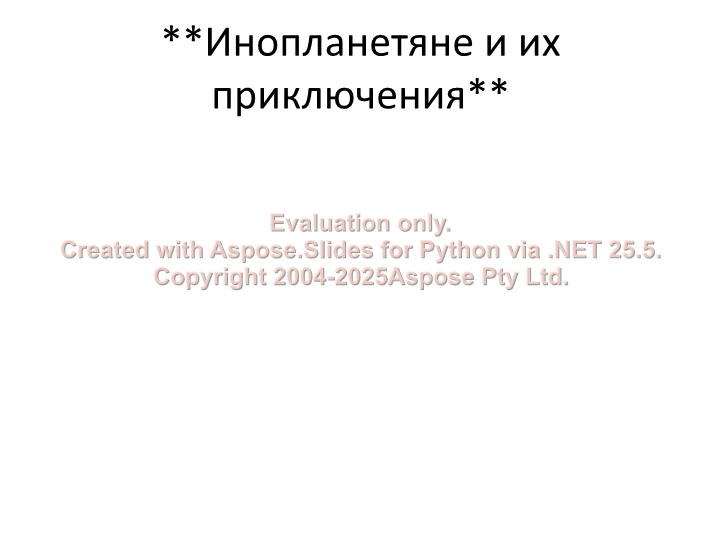 **Инопланетяне и их
приключения**
Evaluation only.
Created with Aspose.Slides for Python via .NET 25.5.
Copyright 2004-2025Aspose Pty Ltd.